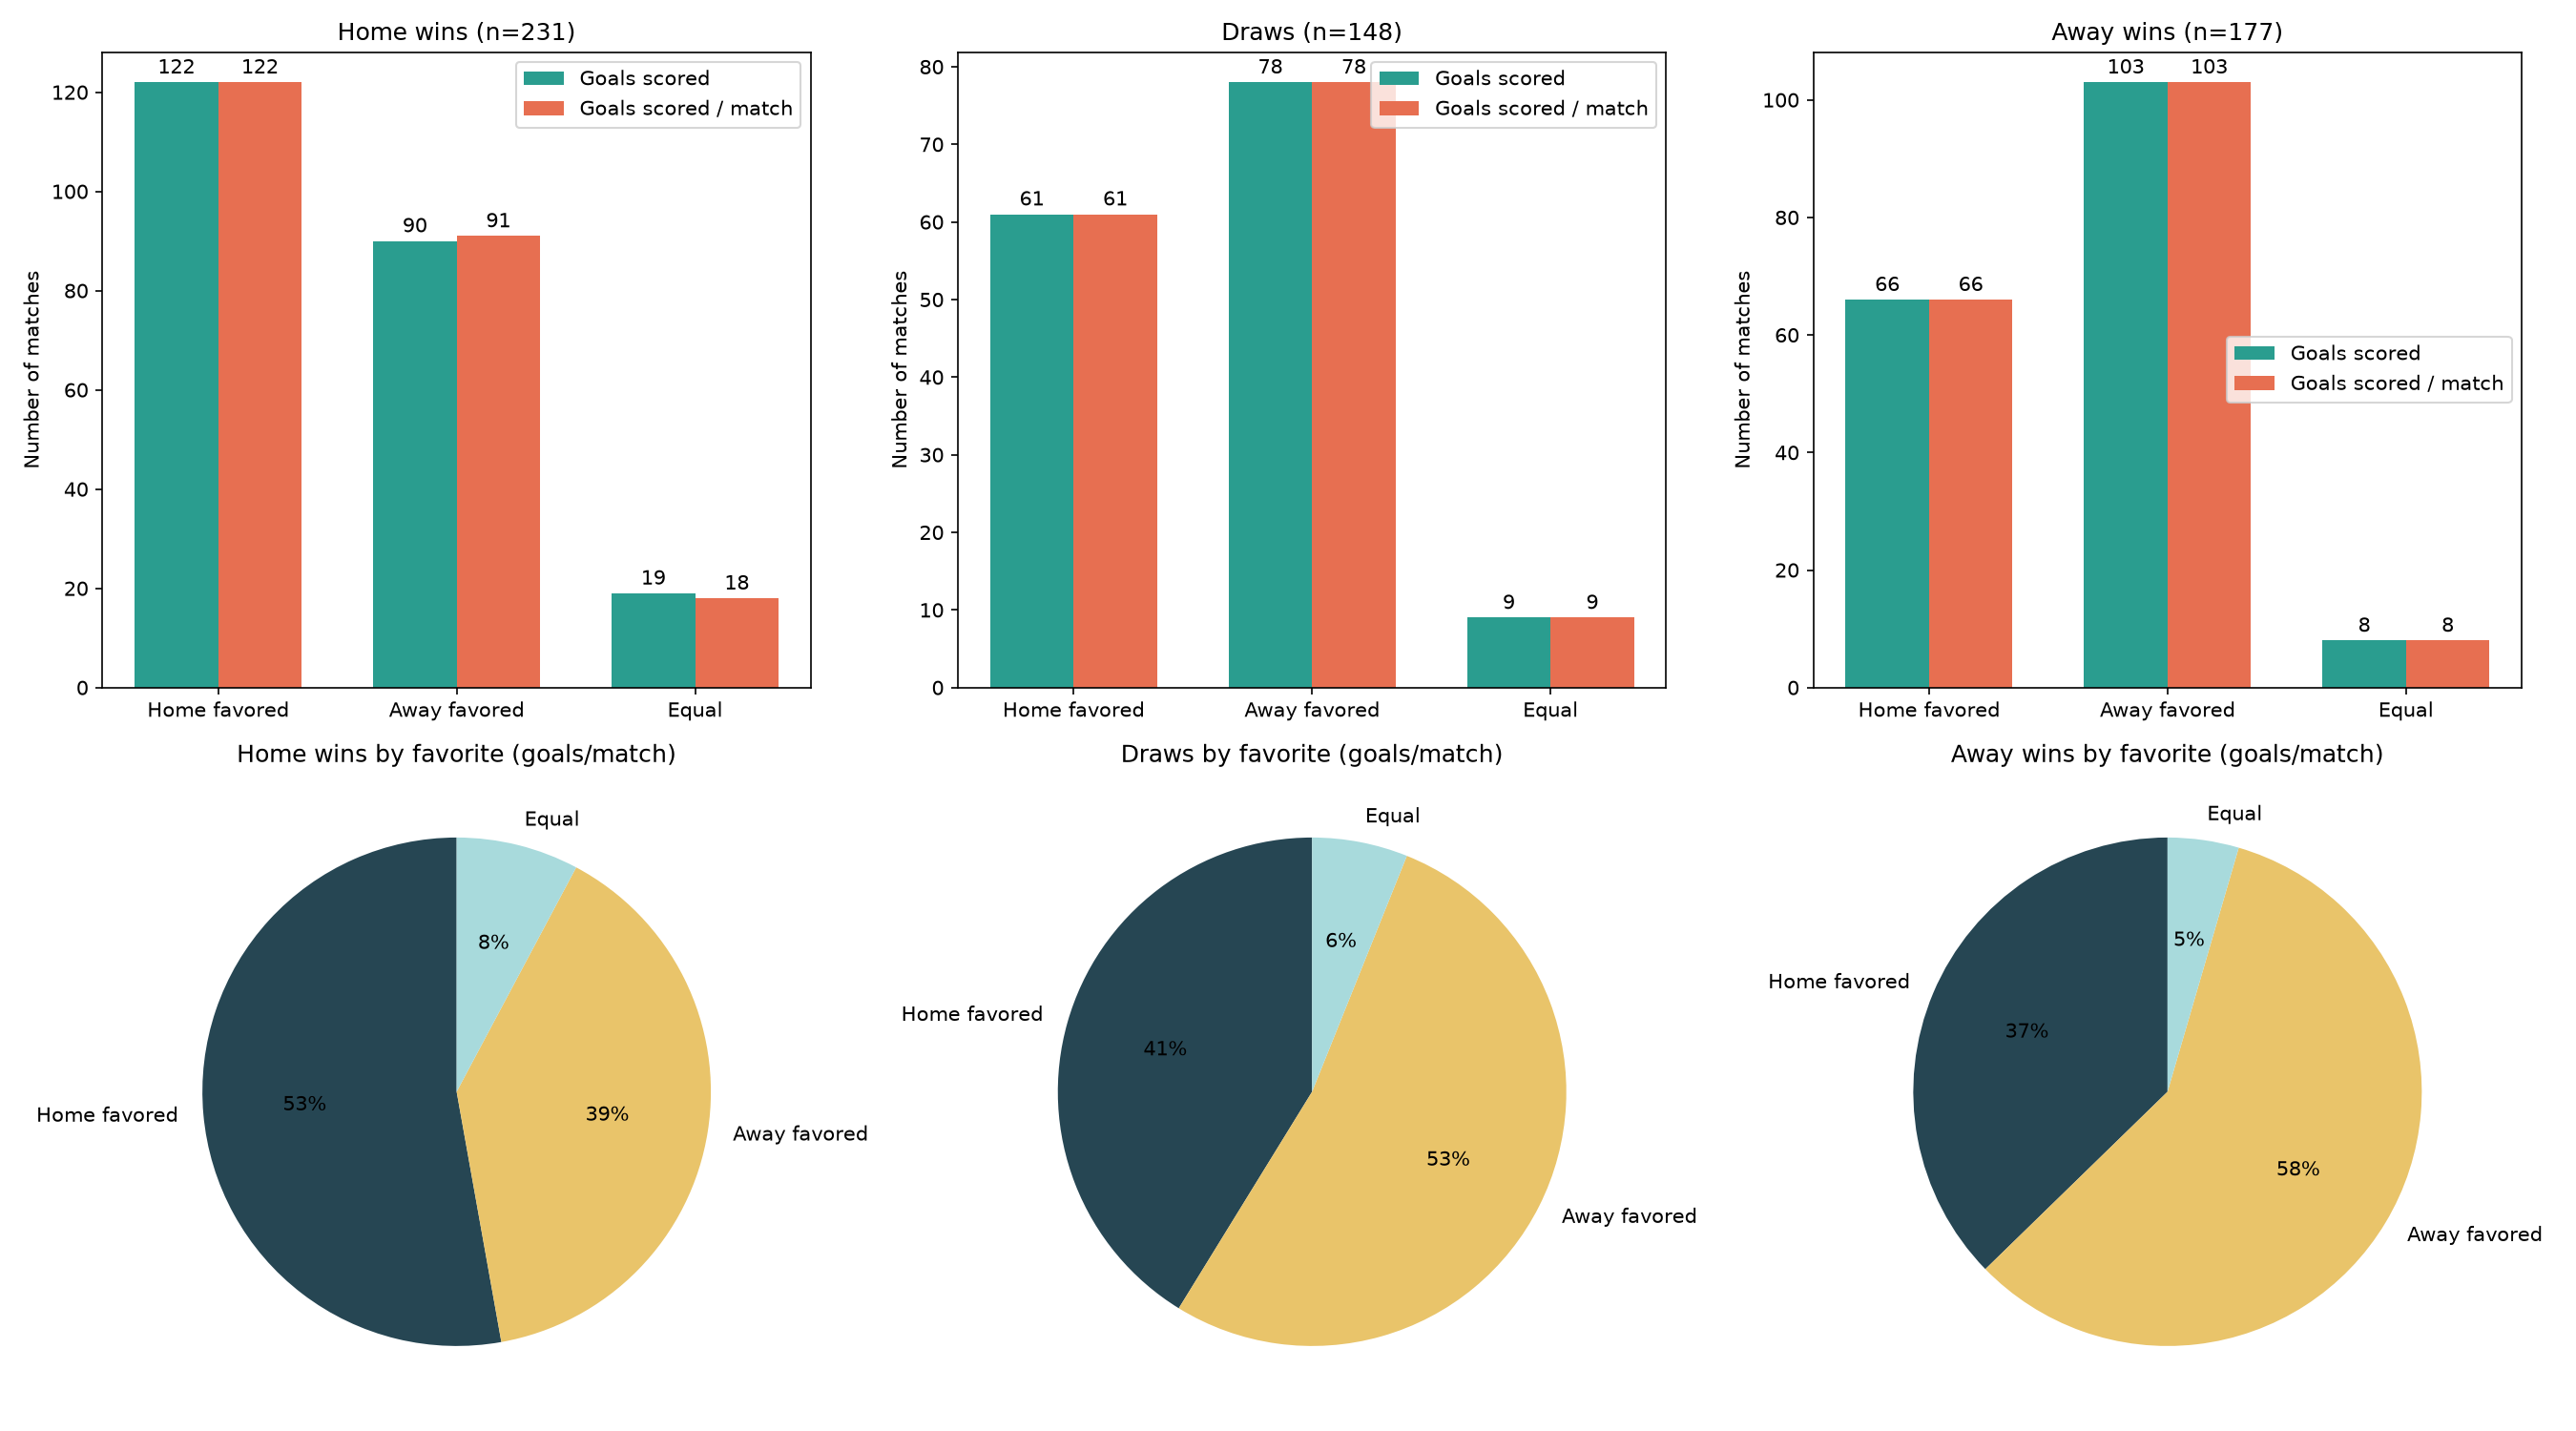 Home wins (n=231)
Number of matches
0
20
40
60
80
100
120
122
122
90
91
19
18
Goals scored
Goals scored / match
Home favored
Away favored
Equal
Draws (n=148)
Number of matches
0
10
20
30
40
50
60
70
80
61
61
78
78
9
9
Goals scored
Goals scored / match
Home favored
Away favored
Equal
Away wins (n=177)
Number of matches
0
20
40
60
80
100
66
66
103
103
8
8
Goals scored
Goals scored / match
Home favored
Away favored
Equal
Home wins by favorite (goals/match)
Equal
8%
Home favored
53%
39%
Away favored
Draws by favorite (goals/match)
Equal
6%
Home favored
41%
53%
Away favored
Away wins by favorite (goals/match)
Equal
5%
Home favored
37%
58%
Away favored